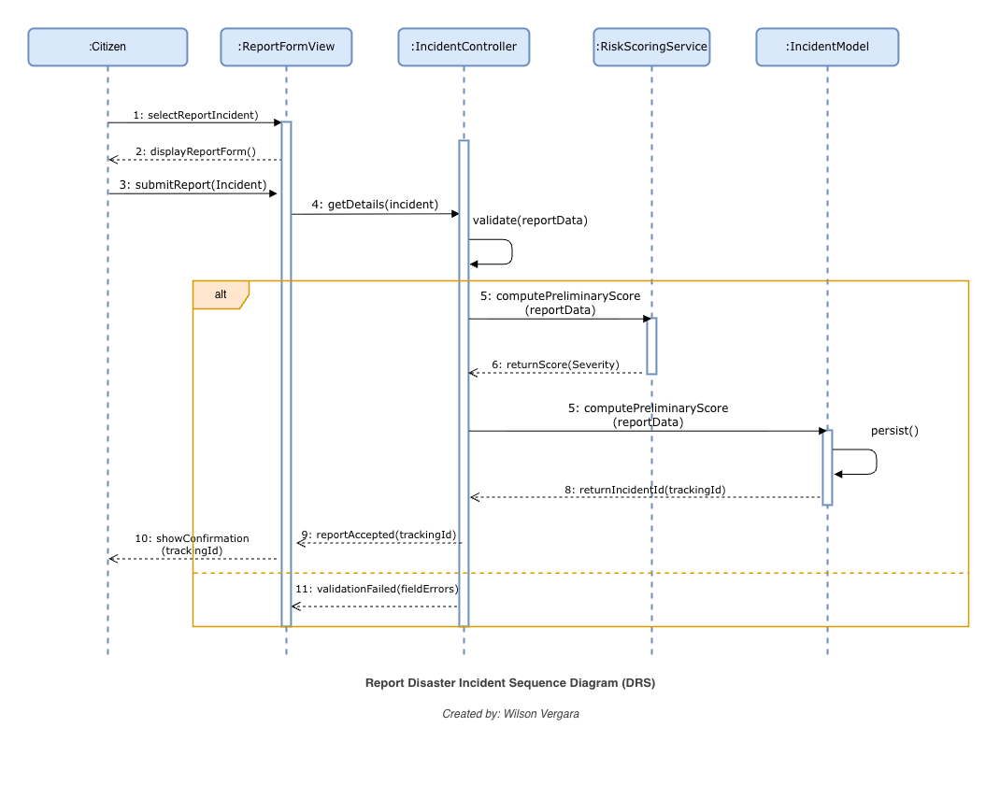 :Citizen
:ReportFormView
:IncidentController
:RiskScoringService
:IncidentModel
1: selectReportIncident)
2: displayReportForm()
3: submitReport(Incident)
4: getDetails(incident)
validate(reportData)
alt
5: computePreliminaryScore
(reportData)
6: returnScore(Severity)
5: computePreliminaryScore
(reportData)
persist()
8: returnIncidentId(trackingId)
9: reportAccepted(trackingId)
10: showConfirmation
(trackingId)
11: validationFailed(fieldErrors)
Report Disaster Incident Sequence Diagram (DRS)
Created by: Wilson Vergara